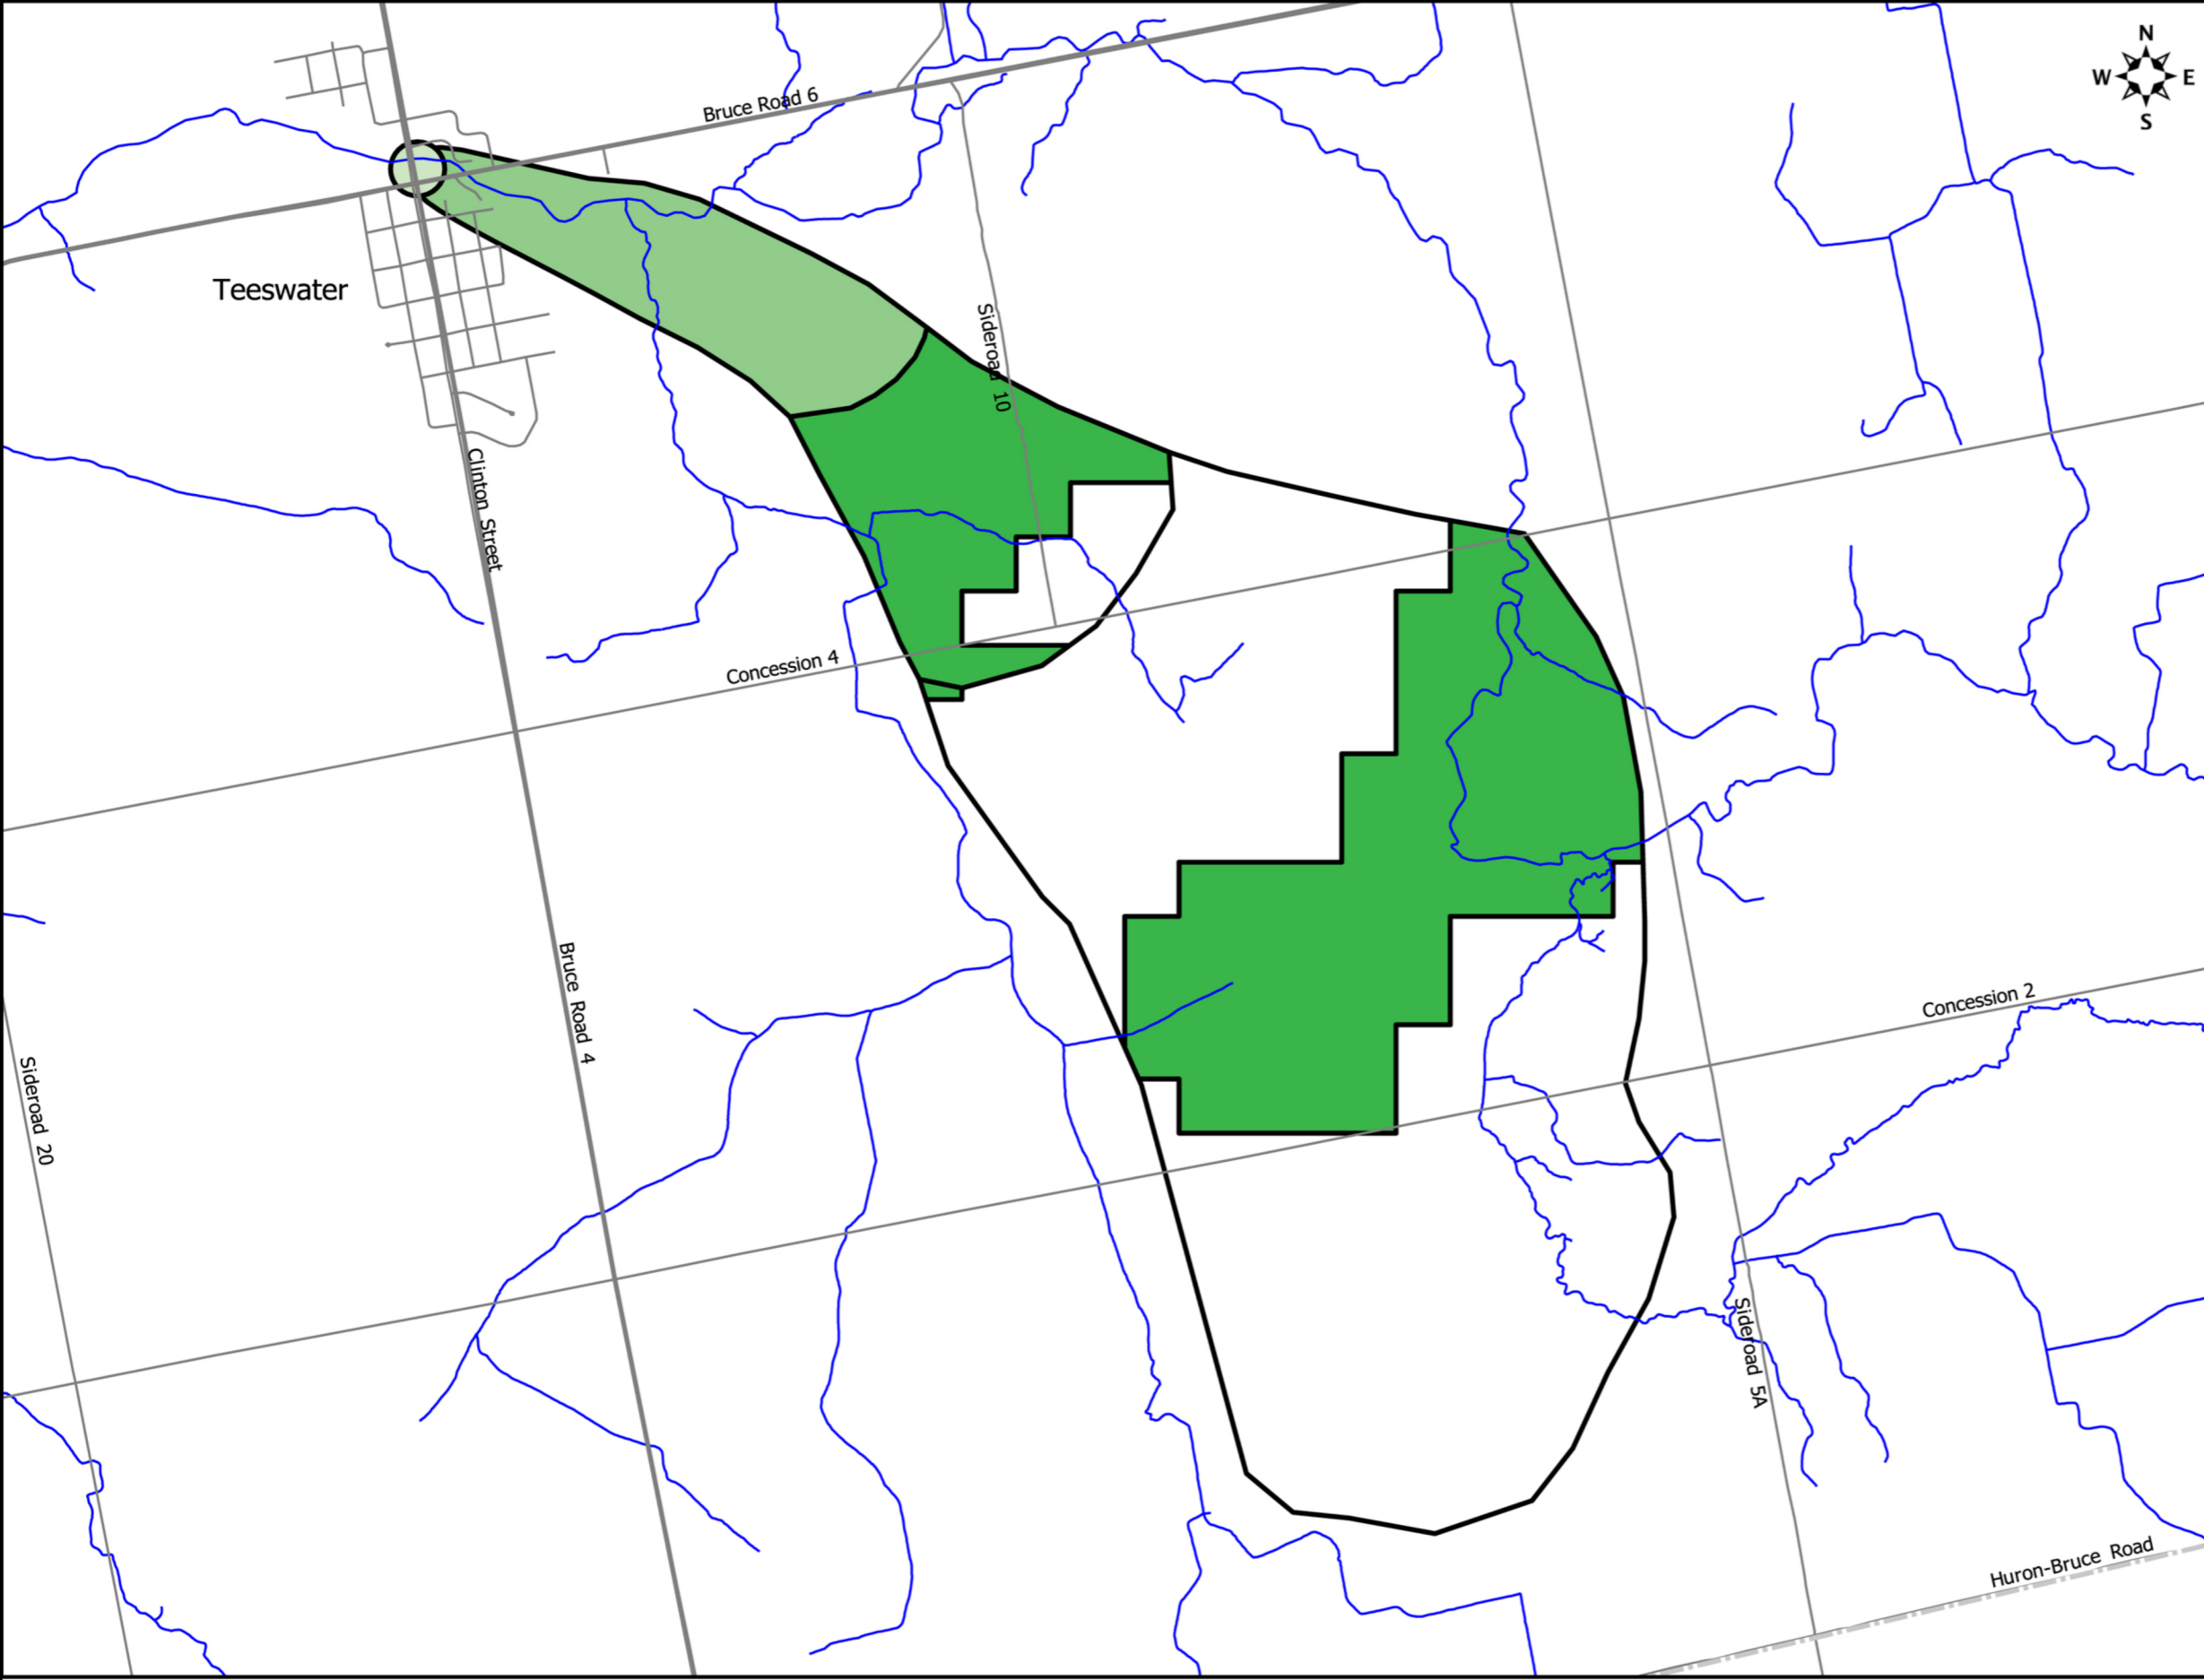 N
W E
S
Bruce Road 6
Teeswater
Sideroad 10
Clinton Street
Concession 4
Bruce Road 4
Concession 2
Sideroad 20
Sideroad 5A
Huron-Bruce Road